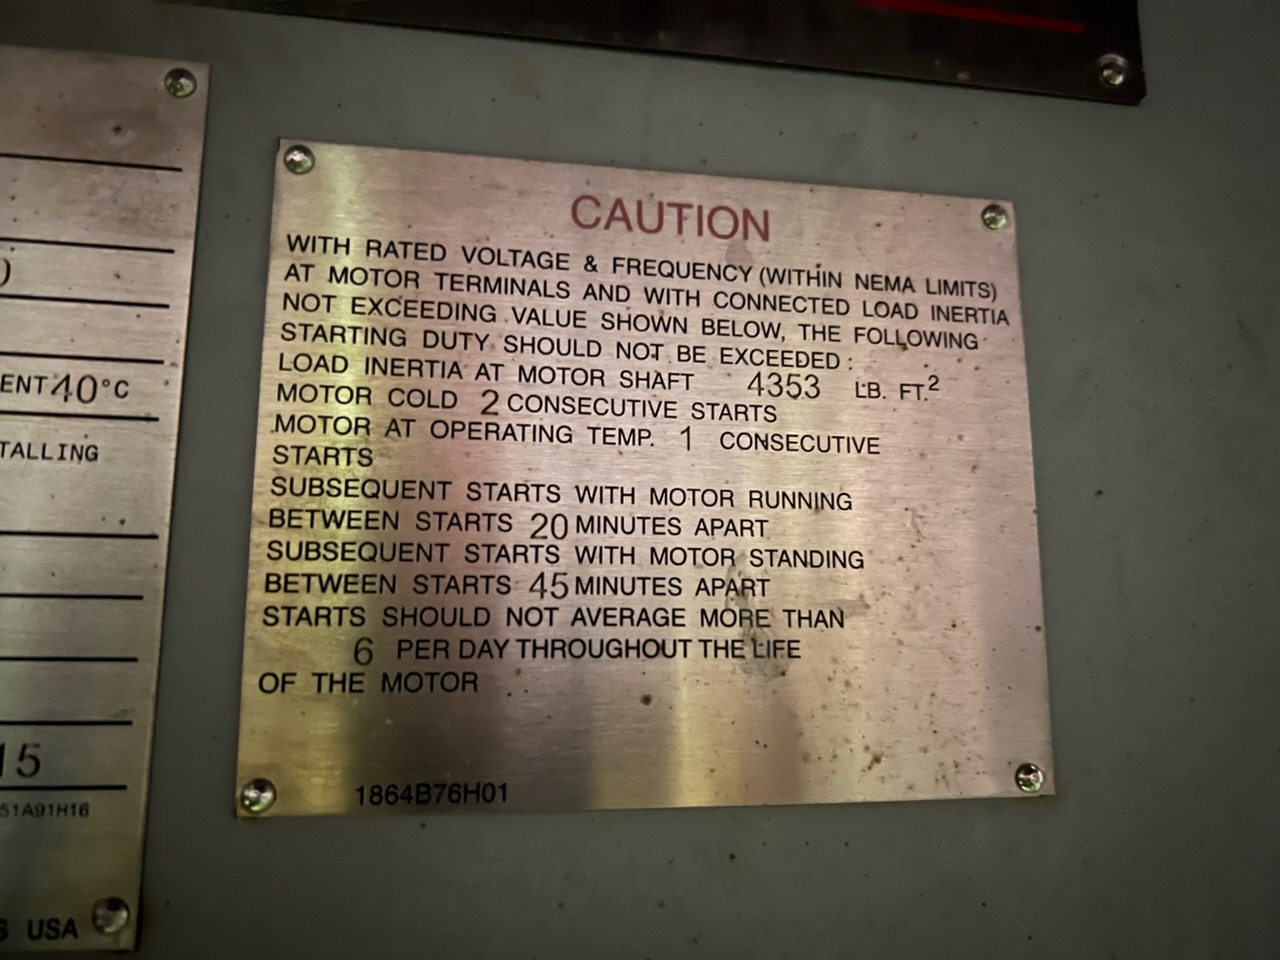 CAUTION
WITH RATED VOLTAGE & FREQUENCY (WITHIN NEMA LIMITS)
AT MOTOR TERMINALS AND WITH CONNECTED LOAD INERTIA
NOT EXCEEDING VALUE SHOWN BELOW, THE FOLLOWING
STARTING DUTY SHOULD NOT BE EXCEEDED :
LOAD INERTIA AT MOTOR SHAFT 4353 LB. FT.²
MOTOR COLD 2 CONSECUTIVE STARTS
MOTOR AT OPERATING TEMP. 1 CONSECUTIVE
STARTS
SUBSEQUENT STARTS WITH MOTOR RUNNING
BETWEEN STARTS 20 MINUTES APART
SUBSEQUENT STARTS WITH MOTOR STANDING
BETWEEN STARTS 45 MINUTES APART
STARTS SHOULD NOT AVERAGE MORE THAN
6 PER DAY THROUGHOUT THE LIFE
OF THE MOTOR
1864B76H01
ENT 40°C
TALLING
15
51A91H16
S USA